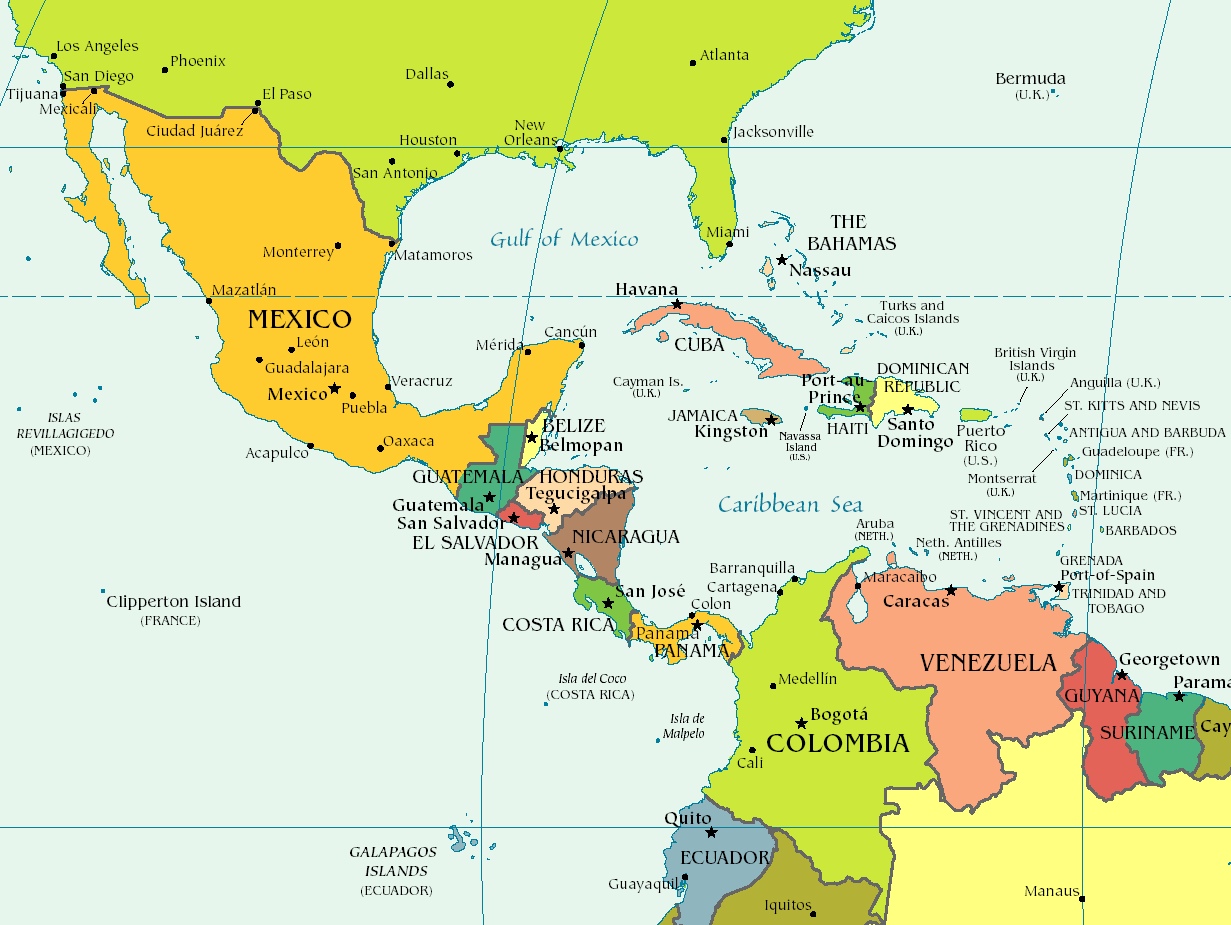 Los Angeles
Phoenix
San Diego
Tijuana
Mexicali
El Paso
Ciudad Juárez
Dallas
Atlanta
Houston
New
Orleans
San Antonio
Jacksonville
Bermuda
(U.K.)
Gulf of Mexico
Miami
THE
BAHAMAS
Nassau
Monterrey
Matamoros
Mazatlán
MEXICO
León
Guadalajara
Mexico
Puebla
Veracruz
Mérida
Cancún
Acapulco
Oaxaca
ISLAS
REVILLAGIGEDO
(MEXICO)
Havana
CUBA
Turks and
Caicos Islands
(U.K.)
Cayman Is.
(U.K.)
JAMAICA
Kingston
Port-au-
Prince
HAITI
Navassa
Island
(U.S.)
DOMINICAN
REPUBLIC
Santo
Domingo
Puerto
Rico
(U.S.)
British Virgin
Islands
(U.K.)
Anguilla (U.K.)
ST. KITTS AND NEVIS
ANTIGUA AND BARBUDA
Guadeloupe (FR.)
Montserrat
(U.K.)
DOMINICA
Martinique (FR.)
ST. LUCIA
ST. VINCENT AND
THE GRENADINES
BARBADOS
GRENADA
Port-of-Spain
TRINIDAD AND
TOBAGO
Aruba
(NETH.)
Neth. Antilles
(NETH.)
Caribbean Sea
BELIZE
Belmopan
GUATEMALA
Guatemala
HONDURAS
Tegucigalpa
San Salvador
EL SALVADOR
NICARAGUA
Managua
San José
COSTA RICA
Colon
Panama
PANAMA
Clipperton Island
(FRANCE)
Isla del Coco
(COSTA RICA)
Isla de
Malpelo
Barranquilla
Cartagena
Maracaibo
Caracas
VENEZUELA
Medellín
Bogotá
COLOMBIA
Cali
Georgetown
GUYANA
Parama
SURINAME
Cay
Quito
ECUADOR
Guayaquil
GALAPAGOS
ISLANDS
(ECUADOR)
Iquitos
Manaus